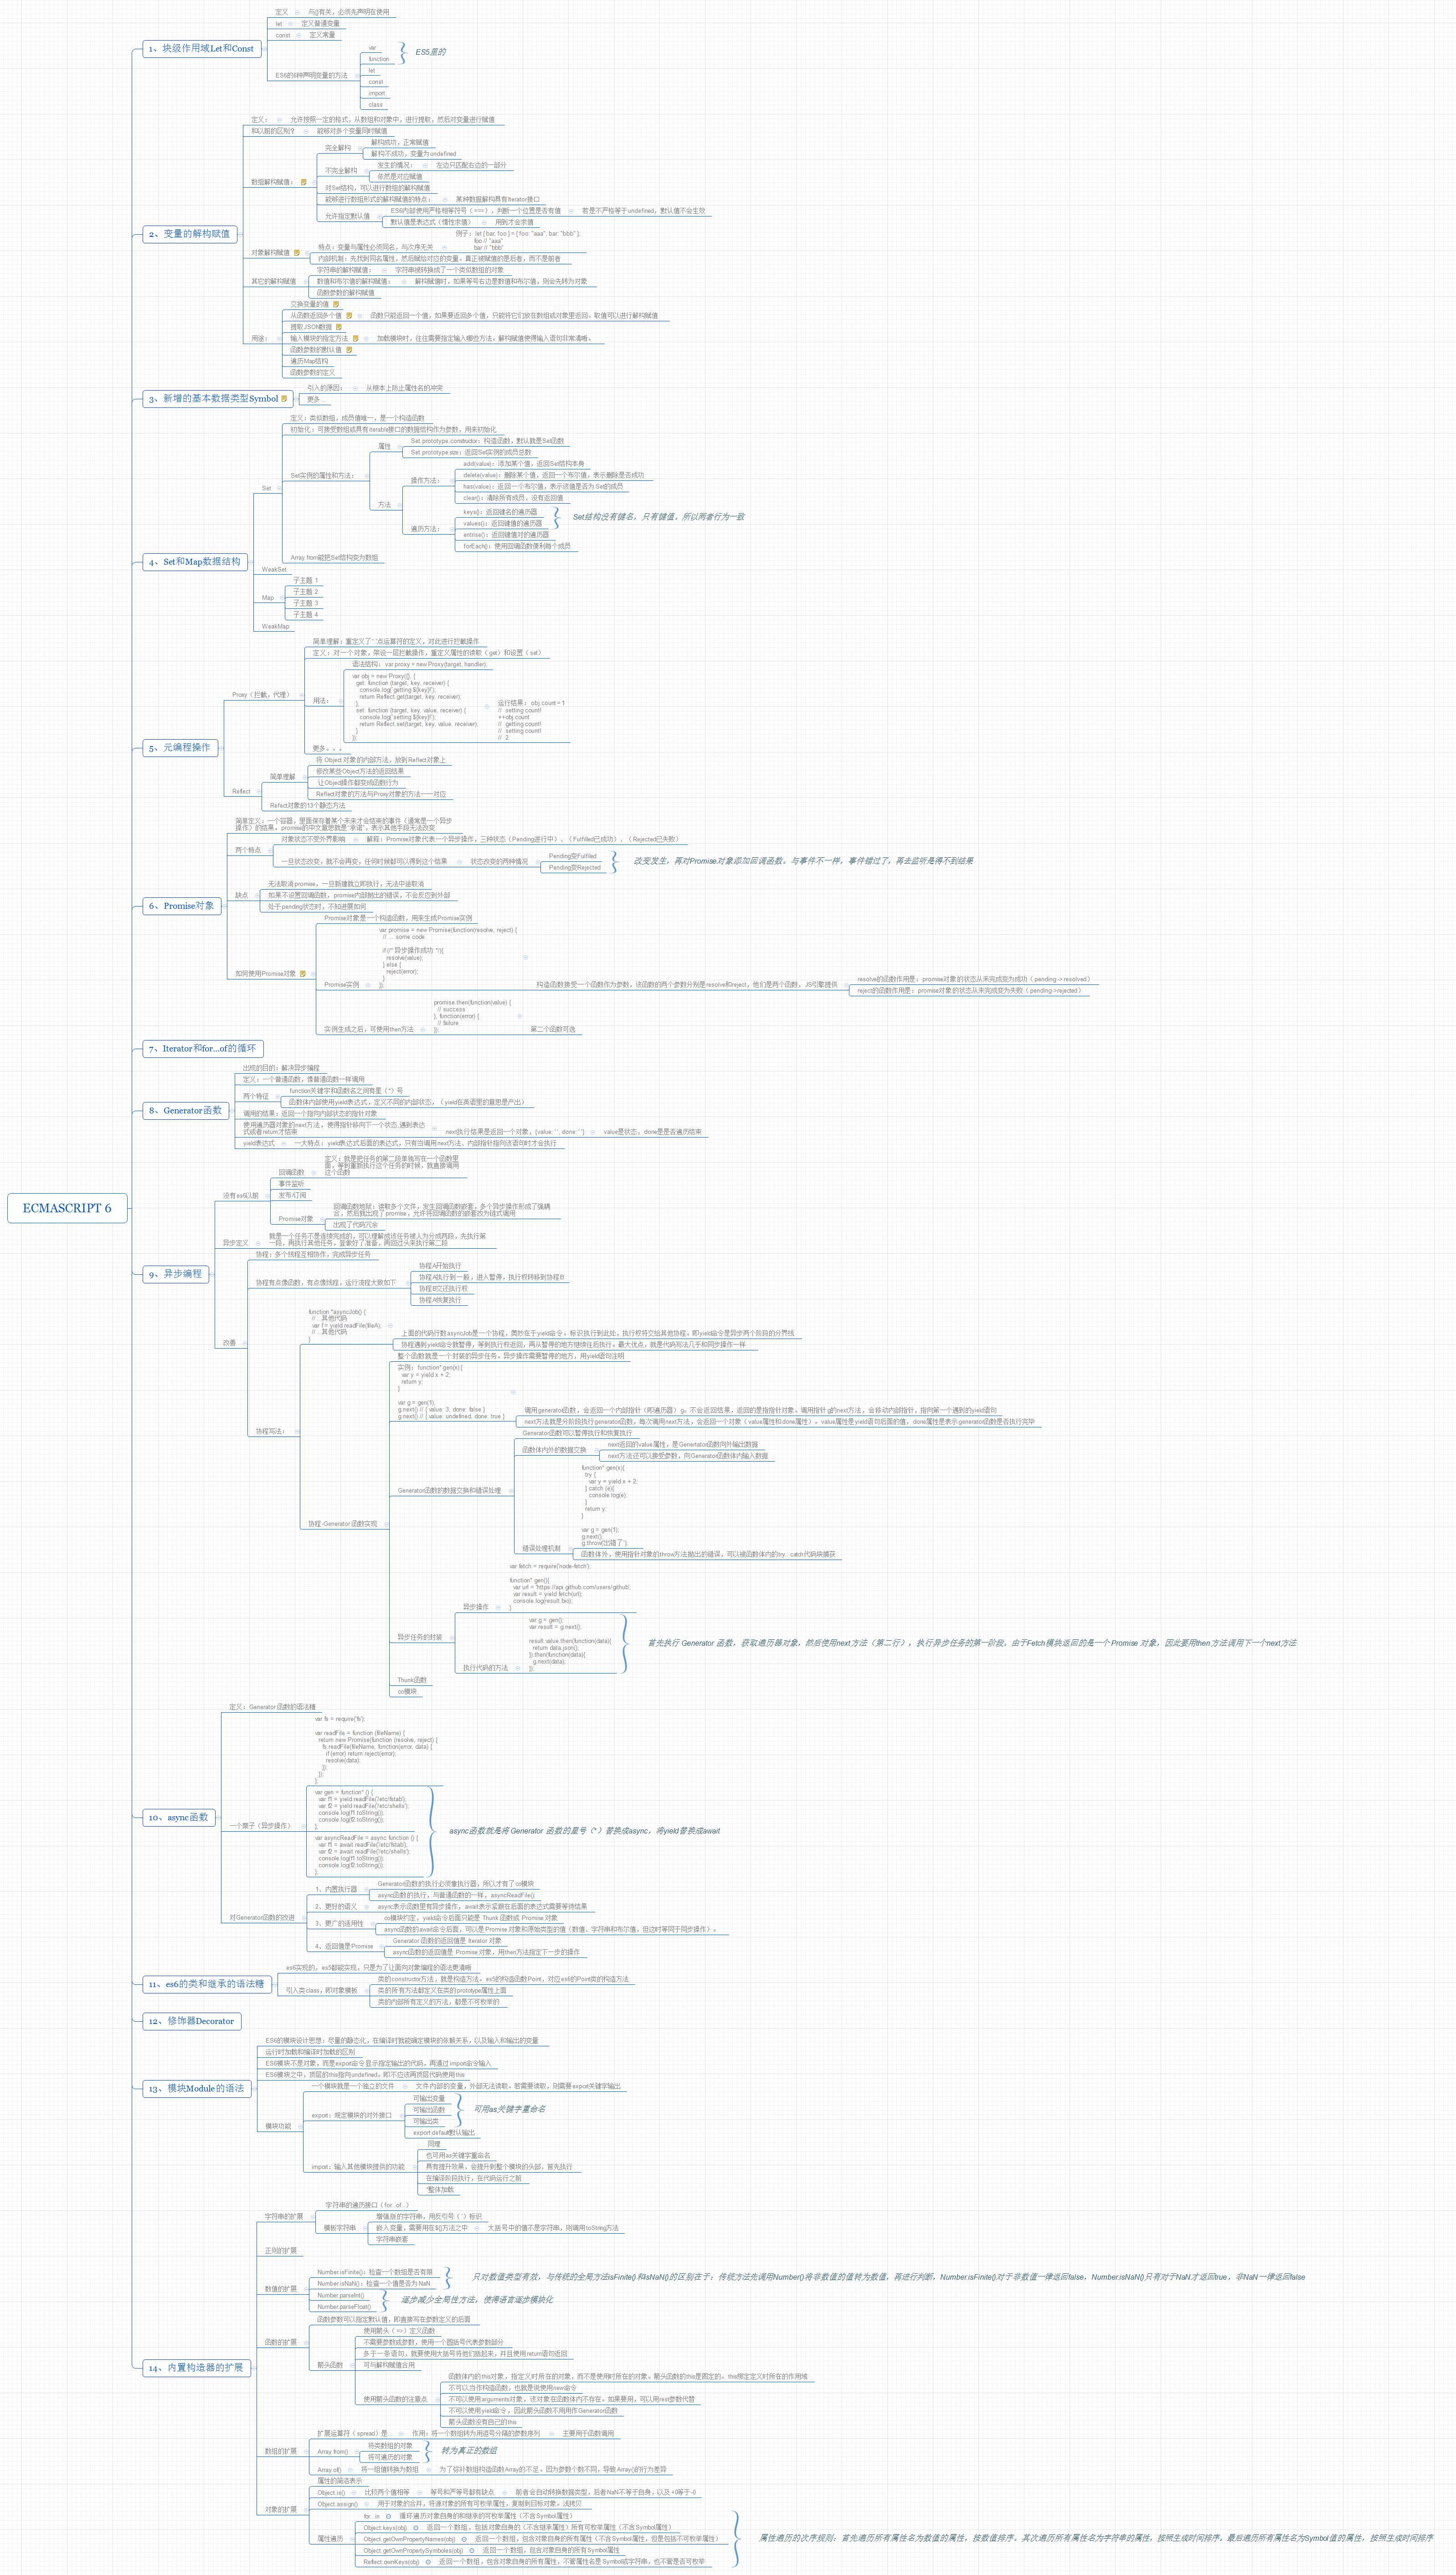 ECMASCRIPT 6
1、块级作用域Let和Const
定义
与{}有关，必须先声明在使用
let
定义普通变量
const
定义常量
ES6的6种声明变量的方法
var
function
ES5里的
let
const
import
class
2、变量的解构赋值
定义：
允许按照一定的格式，从数组和对象中，进行提取，然后对变量进行赋值
和以前的区别？
能够对多个变量同时赋值
数组解构赋值：
完全解构
解构成功，正常赋值
解构不成功，变量为undefined
不完全解构
发生的情况：
左边只匹配右边的一部分
依然是对应赋值
对Set结构，可以进行数组的解构赋值
能够进行数组形式的解构赋值的特点：
某种数据解构具有Iterator接口
允许指定默认值
ES6内部使用严格相等符号（===），判断一个位置是否有值
若是不严格等于undefined，默认值不会生效
默认值是表达式（惰性求值）
用到才会求值
对象解构赋值
特点：变量与属性必须同名，与次序无关
例子： let { bar, foo } = { foo: "aaa", bar: "bbb" };
foo // "aaa"
bar // "bbb"
内部机制：先找到同名属性，然后赋给对应的变量，真正被赋值的是后者，而不是前者
其它的解构赋值
字符串的解构赋值：
字符串被转换成了一个类似数组的对象
数值和布尔值的解构赋值：
解构赋值时，如果等号右边是数值和布尔值，则会先转为对象
函数参数的解构赋值
用途：
交换变量的值
从函数返回多个值
函数只能返回一个值，如果要返回多个值，只能将它们放在数组或对象里返回。取值可以进行解构赋值
提取JSON数据
输入模块的指定方法
加载模块时，往往需要指定输入哪些方法。解构赋值使得输入语句非常清晰。
函数参数的默认值
遍历Map结构
函数参数的定义
3、新增的基本数据类型Symbol
引入的原因：
从根本上防止属性名的冲突
更多...
4、Set和Map数据结构
Set
定义：类似数组，成员值唯一，是一个构造函数
初始化：可接受数组或具有iterable接口的数据结构作为参数，用来初始化
Set实例的属性和方法：
属性
Set.prototype.constructor：构造函数，默认就是Set函数
Set.prototype.size：返回Set实例的成员总数
方法
操作方法：
add(value)：添加某个值，返回Set结构本身
delete(value)：删除某个值，返回一个布尔值，表示删除是否成功
has(value)：返回一个布尔值，表示该值是否为 Set的成员
clear()：清除所有成员，没有返回值
遍历方法：
keys()：返回键名的遍历器
values()：返回键值的遍历器
Set结构没有键名，只有键值。所以两者行为一致
entrise()：返回键值对的遍历器
forEach()：使用回调函数便利每个成员
Array.from能把Set结构变为数组
WeakSet
Map
子主题 1
子主题 2
子主题 3
子主题 4
WeakMap
5、元编程操作
Proxy（拦截，代理）
简单理解：重定义了“.”点运算符的定义，对此进行拦截操作
定义：对一个对象，架设一层拦截操作，重定义属性的读取（get）和设置（set）
用法：
语法结构： var proxy = new Proxy(target, handler);
var obj = new Proxy({}, {
get: function (target, key, receiver) {
console.log(`getting ${key}!`);
return Reflect.get(target, key, receiver);
},
set: function (target, key, value, receiver) {
console.log(`setting ${key}!`);
return Reflect.set(target, key, value, receiver);
}
});
运行结果： obj.count = 1
// setting count!
++obj.count
// getting count!
// setting count!
// 2
更多。。。
Reflect
简单理解
将 Object 对象的内部方法，放到Reflect对象上
修改某些Object方法的返回结果
让Object操作都变成函数行为
Reflect对象的方法与Proxy对象的方法一一对应
Refect对象的13个静态方法
6、Promise对象
简单定义：一个容器，里面保存着某个未来才会结束的事件（通常是一个异步
操作）的结果。promise的中文意思就是“承诺”，表示其他手段无法改变
两个特点
对象状态不受外界影响
解释：Promise对象代表一个异步操作，三种状态（Pending进行中），（Fulfilled已成功），（Rejected已失败）
一旦状态改变，就不会再变，任何时候都可以得到这个结果
状态改变的两种情况
Pending变Fulfilled
Pending变Rejected
改变发生，再对Promise对象添加回调函数。与事件不一样，事件错过了，再去监听是得不到结果
缺点
无法取消 promise，一旦新建就立即执行，无法中途取消
如果不设置回调函数，promise内部抛出的错误，不会反应到外部
处于pending状态时，不知进展如何
如何使用Promise对象
Promise对象是一个构造函数，用来生成Promise实例
Promise实例
var promise = new Promise(function(resolve, reject) {
// ... some code
if (/* 异步操作成功 */){
resolve(value);
} else {
reject(error);
}
});
构造函数接受一个函数作为参数，该函数的两个参数分别是resolve和reject。他们是两个函数，JS引擎提供
resolve的函数作用是：promise对象的状态从未完成变为成功（ pending -> resolved ）
reject的函数作用是：promise对象的状态从未完成变为失败（ pending->rejected ）
实例生成之后，可使用then方法
promise.then(function(value) {
// success
}, function(error) {
// failure
});
第二个函数可选
7、Iterator和for...of的循环
8、Generator函数
出现的目的：解决异步编程
定义：一个普通函数，像普通函数一样调用
两个特征
function关键字和函数名之间有星（*）号
函数体内部使用yield表达式，定义不同的内部状态，（ yield在英语里的意思是产出）
调用的结果：返回一个指向内部状态的指针对象
使用遍历器对象的next方法，使得指针移向下一个状态.遇到表达
式或者return才结束
next执行结果是返回一个对象，{value: ' ', done: ' '}
value是状态，done是是否遍历结束
yield表达式
一大特点：yield表达式后面的表达式，只有当调用next方法，内部指针指向该语句时才会执行
9、异步编程
没有es6以前
回调函数
定义：就是把任务的第二段单独写在一个函数里
面，等到重新执行这个任务的时候，就直接调用
这个函数
事件监听
发布/订阅
Promise对象
回调函数地狱：读取多个文件，发生回调函数嵌套。多个异步操作形成了强耦
合，然后就出现了promise，允许将回调函数的嵌套改为链式调用
出现了代码冗余
异步定义
就是一个任务不是连续完成的，可以理解成该任务被人为分成两段，先执行第
一段，再执行其他任务，直做好了准备，再回过头来执行第二段
改善
协程：多个线程互相协作，完成异步任务
协程有点像函数，有点像线程，运行流程大致如下
协程A开始执行
协程A执行到一般，进入暂停，执行权转移到协程B
协程B交还执行权
协程A恢复执行
协程写法：
function *asyncJob() {
// ...其他代码
var f = yield readFile(fileA);
// ...其他代码
}
上面的代码行数asyncJob是一个协程，奥妙在于yield命令，标识执行到此处，执行权将交给其他协程。即yield命令是异步两个阶段的分界线
协程遇到yield命令就暂停，等到执行权返回，再从暂停的地方继续往后执行。最大优点，就是代码写法几乎和同步操作一样
协程-Generator函数实现
整个函数就是一个封装的异步任务。异步操作需要暂停的地方，用yield语句注明
实例： function* gen(x) {
var y = yield x + 2;
return y;
}
var g = gen(1);
g.next() // { value: 3, done: false }
g.next() // { value: undefined, done: true }
调用generator函数，会返回一个内部指针（即遍历器）g。不会返回结果，返回的是指指针对象。调用指针g的next方法，会移动内部指针，指向第一个遇到的yield语句
next方法就是分阶段执行generator函数。每次调用next方法，会返回一个对象（value属性和done属性）。value属性是yield语句后面的值，done属性是表示generator函数是否执行完毕
Generator函数的数据交换和错误处理
Generator函数可以暂停执行和恢复执行
函数体内外的数据交换
next返回的value属性，是Genertator函数向外输出数据
next方法还可以接受参数，向Generator函数体内输入数据
错误处理机制
function* gen(x){
try {
var y = yield x + 2;
} catch (e){
console.log(e);
}
return y;
}
var g = gen(1);
g.next();
g.throw('出错了');
函数体外，使用指针对象的throw方法抛出的错误，可以被函数体内的try...catch代码块捕获
异步任务的封装
异步操作
var fetch = require('node-fetch');
function* gen(){
var url = 'https://api.github.com/users/github';
var result = yield fetch(url);
console.log(result.bio);
}
执行代码的方法
var g = gen();
var result = g.next();
result.value.then(function(data){
return data.json();
}).then(function(data){
g.next(data);
});
首先执行 Generator 函数，获取遍历器对象，然后使用next方法（第二行），执行异步任务的第一阶段。由于Fetch模块返回的是一个 Promise 对象，因此要用then方法调用下一个next方法
Thunk函数
co模块
10、async函数
定义：Generator函数的语法糖
一个栗子（异步操作）
var fs = require('fs');
var readFile = function (fileName) {
return new Promise(function (resolve, reject) {
fs.readFile(fileName, function(error, data) {
if (error) return reject(error);
resolve(data);
});
});
};
var gen = function* () {
var f1 = yield readFile('/etc/fstab');
var f2 = yield readFile('/etc/shells');
console.log(f1.toString());
console.log(f2.toString());
};
var asyncReadFile = async function () {
var f1 = await readFile('/etc/fstab');
var f2 = await readFile('/etc/shells');
console.log(f1.toString());
console.log(f2.toString());
};
async函数就是将 Generator 函数的星号（*）替换成async，将yield替换成await
对Generator函数的改进
1、内置执行器
Generator函数的执行必须靠执行器，所以才有了co模块
async函数的执行，与普通函数的一样，asyncReadFile();
2、更好的语义
async表示函数里有异步操作，await表示紧跟在后面的表达式需要等待结果
3、更广的适用性
co模块约定，yield命令后面只能是 Thunk 函数或 Promise 对象
async函数的await命令后面，可以是 Promise 对象和原始类型的值（数值、字符串和布尔值，但这时等同于同步操作）。
4、返回值是Promise
Generator 函数的返回值是 Iterator 对象
async函数的返回值是 Promise 对象，用then方法指定下一步的操作
11、es6的类和继承的语法糖
es6实现的，es5都能实现，只是为了让面向对象编程的语法更清晰
引入类class，即对象模板
类的constructor方法，就是构造方法。es5的构造函数Point，对应es6的Point类的构造方法
类的所有方法都定义在类的prototype属性上面
类的内部所有定义的方法，都是不可枚举的
12、修饰器Decorator
13、模块Module的语法
ES6的模块设计思想：尽量的静态化，在编译时就能确定模块的依赖关系，以及输入和输出的变量
运行时加载和编译时加载的区别
ES6模块不是对象，而是export命令显示指定输出的代码，再通过import命令输入
ES6模块之中，顶层的this指向undefined，即不应该再顶层代码使用this
模块功能
一个模块就是一个独立的文件
文件内部的变量，外部无法读取。若需要读取，则需要export关键字输出
export：规定模块的对外接口
可输出变量
可输出函数
可输出类
可用as关键字重命名
export default默认输出
import：输入其他模块提供的功能
同理
也可用as关键字重命名
具有提升效果，会提升到整个模块的头部，首先执行
在编译阶段执行，在代码运行之前
*整体加载
14、内置构造器的扩展
字符串的扩展
字符串的遍历接口（for...of...）
模板字符串
增强版的字符串，用反引号（`）标识
嵌入变量，需要用在${}方法之中
大括号中的值不是字符串，则调用toString方法
字符串嵌套
正则的扩展
数值的扩展
Number.isFinite()：检查一个数组是否有限
Number.isNaN()：检查一个值是否为 NaN
只对数值类型有效，与传统的全局方法isFinite()和isNaN()的区别在于：传统方法先调用Number()将非数值的值转为数值，再进行判断，Number.isFinite()对于非数值一律返回false，Number.isNaN()只有对于NaN才返回true，非NaN一律返回false
Number.parseInt()
Number.parseFloat()
逐步减少全局性方法，使得语言逐步模块化
函数的扩展
函数参数可以指定默认值，即直接写在参数定义的后面
箭头函数
使用箭头（=>）定义函数
不需要参数或参数，使用一个圆括号代表参数部分
多于一条语句，就要使用大括号将他们括起来，并且使用return语句返回
可与解构赋值合用
使用箭头函数的注意点
函数体内的this对象，指定义时所在的对象，而不是使用时所在的对象。箭头函数的this是固定的。this绑定定义时所在的作用域
不可以当作构造函数，也就是说使用new命令
不可以使用arguments对象，该对象在函数体内不存在。如果要用，可以用rest参数代替
不可以使用yield命令，因此箭头函数不用用作Generator函数
箭头函数没有自己的this
数组的扩展
扩展运算符（ spread ）是...
作用：将一个数组转为用逗号分隔的参数序列
主要用于函数调用
Array.from()
将类数组的对象
将可遍历的对象
转为真正的数组
Array.of()
将一组值转换为数组
为了弥补数组构造函数Array的不足。因为参数个数不同，导致Array()的行为差异
对象的扩展
属性的简洁表示
Object.is()
比较两个值相等
等号和严等号都有缺点
前者会自动转换数据类型，后者NaN不等于自身，以及 +0等于-0
Object.assign()
用于对象的合并，将源对象的所有可枚举属性，复制到目标对象。浅拷贝
属性遍历
for...in
循环遍历对象自身的和继承的可枚举属性（不含Symbol属性）
Object.keys(obj)
返回一个数组，包括对象自身的（不含继承属性）所有可枚举属性（不含Symbol属性）
Object.getOwnPropertyNames(obj)
返回一个数组，包含对象自身的所有属性（不含Symbol属性，但是包括不可枚举属性）
Object.getOwnPropertySymboles(obj)
返回一个数组，包含对象自身的所有Symbol属性
Reflect.ownKeys(obj)
返回一个数组，包含对象自身的所有属性，不管属性名是Symbol或字符串，也不管是否可枚举
属性遍历的次序规则：首先遍历所有属性名为数值的属性，按数值排序，其次遍历所有属性名为字符串的属性，按照生成时间排序，最后遍历所有属性名为Symbol值的属性，按照生成时间排序